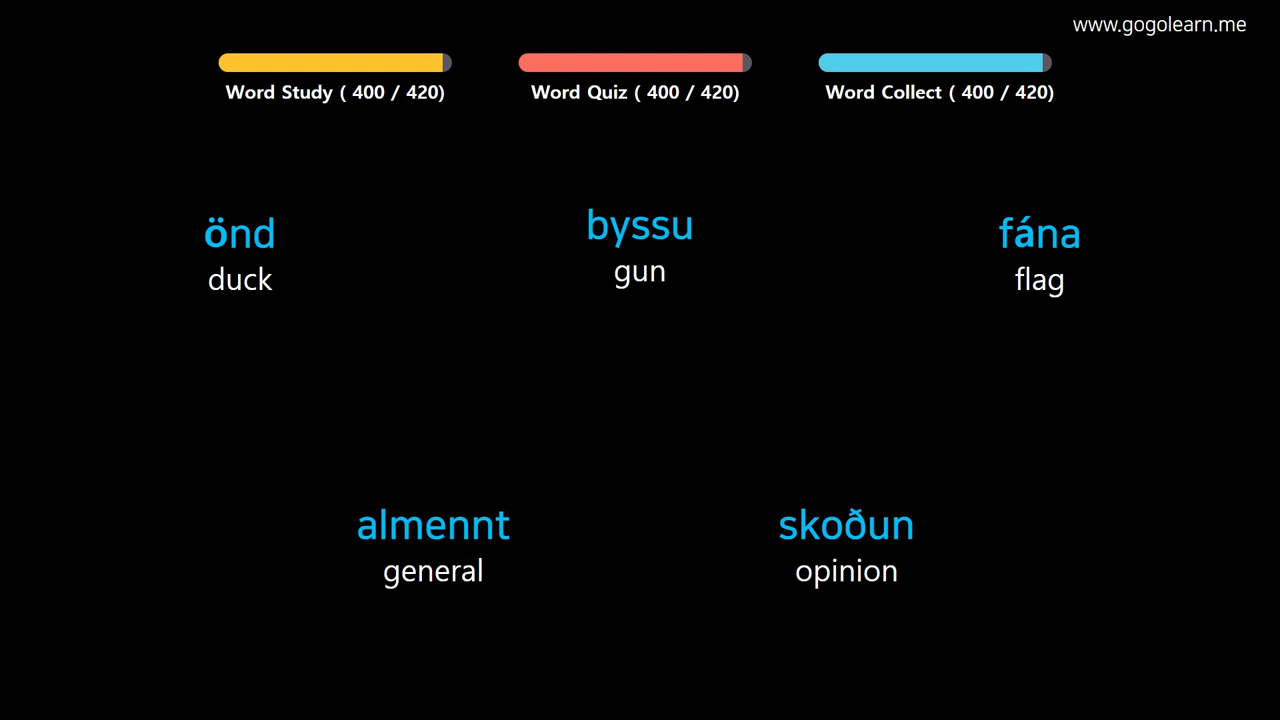 www.gogolearn.me
Word Study ( 400 / 420)
Word Quiz ( 400 / 420)
Word Collect ( 400 / 420)
önd
duck
byssu
gun
fána
flag
almennt
general
skoðun
opinion